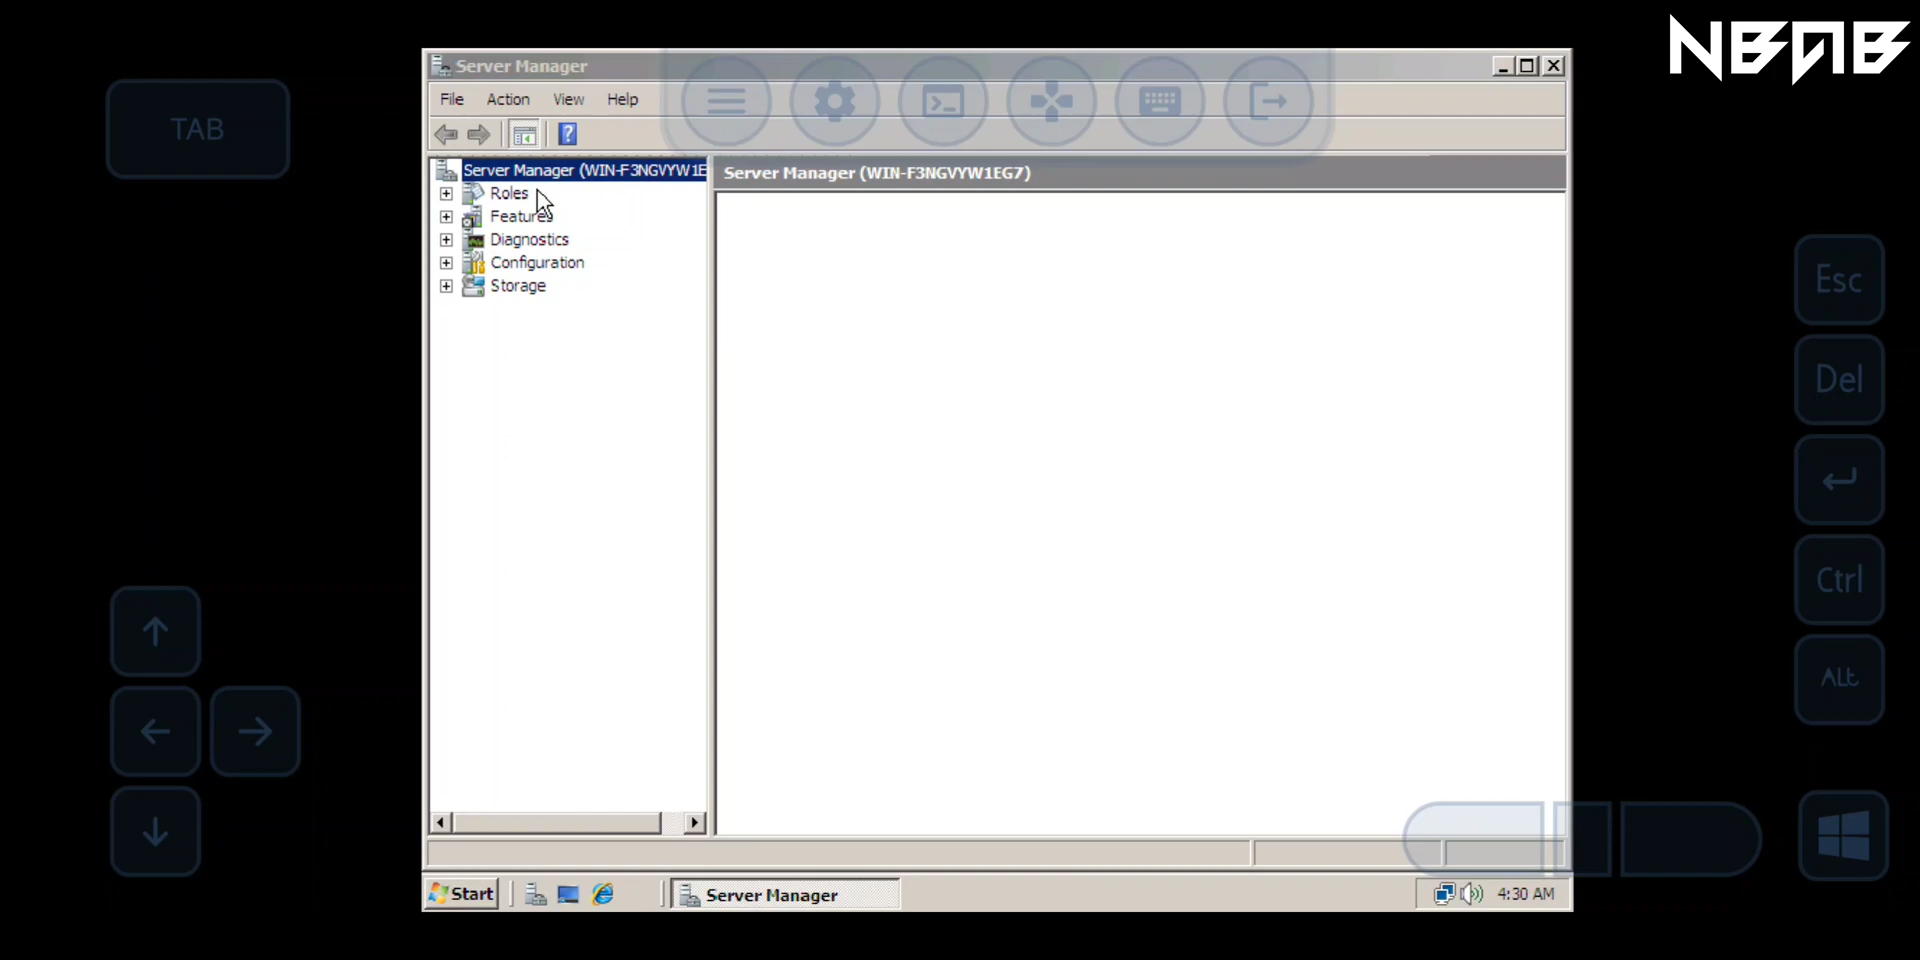 NBAB
TAB
Server Manager
File Action View Help
Server Manager (WIN-F3NGVYW1E
Server Manager (WIN-F3NGVYW1EG7)
Roles
Features
Diagnostics
Configuration
Storage
Esc
Del
Ctrl
ALt
Start
Server Manager
4:30 AM